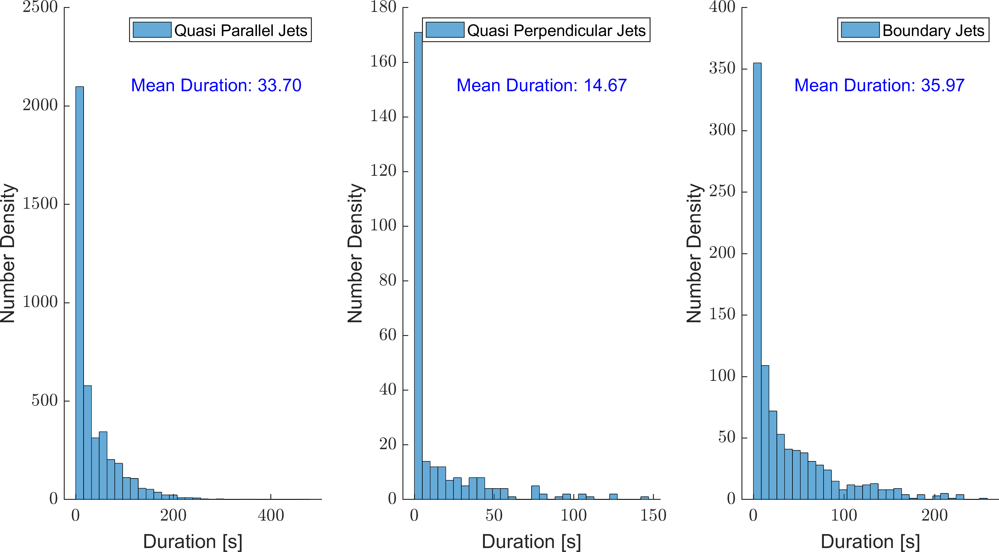 2500
2000
1500
1000
500
0
Number Density
Quasi Parallel Jets
Mean Duration: 33.70
0 200 400
Duration [s]
180
160
140
120
100
80
60
40
20
0
Number Density
Quasi Perpendicular Jets
Mean Duration: 14.67
0 50 100 150
Duration [s]
400
350
300
250
200
150
100
50
0
Number Density
Boundary Jets
Mean Duration: 35.97
0 100 200
Duration [s]